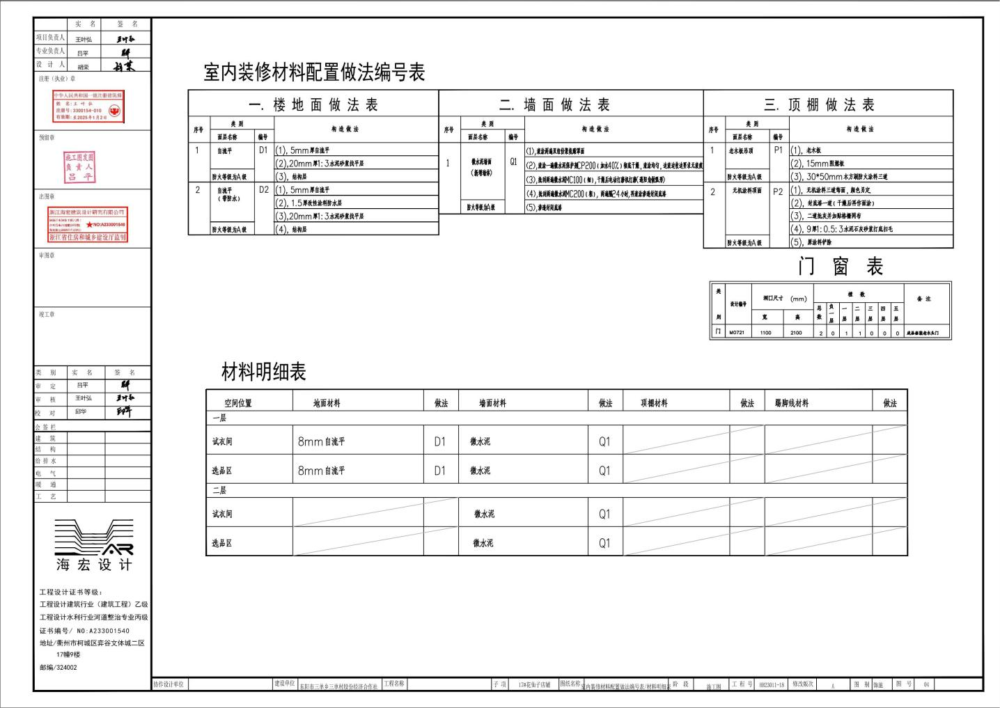 实 名 签 名
项目负责人 王叶弘
专业负责人 吕平
设 计 人 胡荣
注册（执业）章
中华人民共和国一级注册建筑师
姓 名:王 叶 弘
注册号:3300154-010
有效期: 至2025年1月2日
预留章
施工图发图
负 责 人
吕 平
出图章
浙江海宏建筑设计研究有限公司
NO:A233001540
浙江省住房和城乡建设厅监制
审图章
竣工章
类 别 实 名 签 名
审 定 吕平
审 核 王叶弘
校 对 邱华
会签栏
建 筑
结 构
给排水
电 气
暖 通
工 艺
AR
海宏设计
工程设计证书等级:
工程设计建筑行业（建筑工程）乙级
工程设计水利行业河道整治专业丙级
证书编号/ NO:A233001540
地址/衢州市柯城区弈谷文体城二区
17幢9楼
邮编/324002
室内装修材料配置做法编号表
一. 楼地面做法表
序号 类 别 构造做法
面层名称 编号
1 自流平 D1 (1), 5mm厚自流平
(2),20mm厚1:3水泥砂浆找平层
防火等级为A级 (3), 结构层
2 自流平 D2 (1), 5mm厚自流平
（带防水） (2), 1.5厚改性涂料防水层
(3),20mm厚1:3水泥砂浆找平层
防火等级为A级 (4), 结构层
二. 墙面做法表
序号 类 别 构造做法
面层名称 编号
1 微水泥墙面 Q1 (1),滚涂两遍双组份聚氨酯罩面
（新增墙体） (2),滚涂一遍微水泥保护剂CP200（加水40%）彻底干燥，滚涂均匀，边滚边收边要求无滚痕
(3),批刮两遍微水泥MC100（细）,干燥后电动打磨机打磨（遇阳角做弧形）
(4),批刮两遍微水泥MC200（粗），两遍隔24小时,再滚涂渗透封闭底漆
防火等级为A级 (5),渗透封闭底漆
三. 顶棚做法表
序号 类 别 构造做法
面层名称 编号
1 老木板吊顶 P1 (1), 老木板
(2), 15mm阻燃板
防火等级为A级 (3), 30*50mm木方刷防火涂料三道
2 无机涂料顶面 P2 (1), 无机涂料三道饰面，颜色另定
(2), 封底漆一道（干燥后再作面涂）
(3), 二道批灰并加贴格栅网布
(4), 9厚1:0.5:3水泥石灰砂浆打底扫毛
防火等级为A级 (5), 原涂料铲除
门 窗 表
类 别 设计编号 洞口尺寸 (mm) 樘 数 备 注
宽 高 总数 负一层 一层 二层 三层 四层 五层
门 M0721 1100 2100 2 0 1 1 0 0 0 成品套装老木头门
材料明细表
空间位置 地面材料 做法 墙面材料 做法 顶棚材料 做法 踢脚线材料 做法
一层
试衣间 8mm自流平 D1 微水泥 Q1
选品区 8mm自流平 D1 微水泥 Q1
二层
试衣间 微水泥 Q1
选品区 微水泥 Q1
协作设计单位 建设单位 东阳市三单乡三单村股份经济合作社 工程名称 子 项 17#花仙子店铺 图纸名称 室内装修材料配置做法编号表/材料明细表 阶 段 施工图 工 程 号 HH23011-18 修改版次 A 图 别 饰施 图 号 04